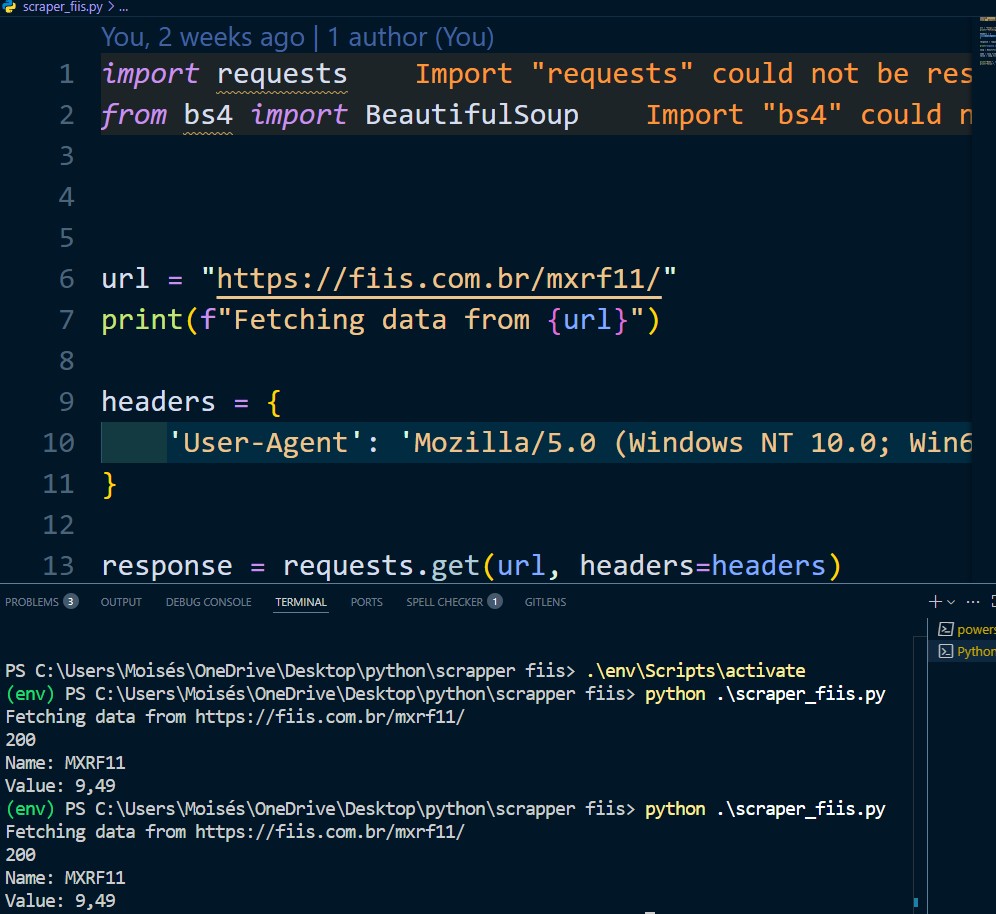 scraper_fiis.py > ...
You, 2 weeks ago | 1 author (You)
1 import requests Import "requests" could not be res
2 from bs4 import BeautifulSoup Import "bs4" could n
3
4
5
6 url = "https://fiis.com.br/mxrf11/"
7 print(f"Fetching data from {url}")
8
9 headers = {
10 'User-Agent': 'Mozilla/5.0 (Windows NT 10.0; Win6
11 }
12
13 response = requests.get(url, headers=headers)
PROBLEMS 3 OUTPUT DEBUG CONSOLE TERMINAL PORTS SPELL CHECKER 1 GITLENS
powers
Python
PS C:\Users\Moisés\OneDrive\Desktop\python\scrapper fiis> .\env\Scripts\activate
(env) PS C:\Users\Moisés\OneDrive\Desktop\python\scrapper fiis> python .\scraper_fiis.py
Fetching data from https://fiis.com.br/mxrf11/
200
Name: MXRF11
Value: 9,49
(env) PS C:\Users\Moisés\OneDrive\Desktop\python\scrapper fiis> python .\scraper_fiis.py
Fetching data from https://fiis.com.br/mxrf11/
200
Name: MXRF11
Value: 9,49